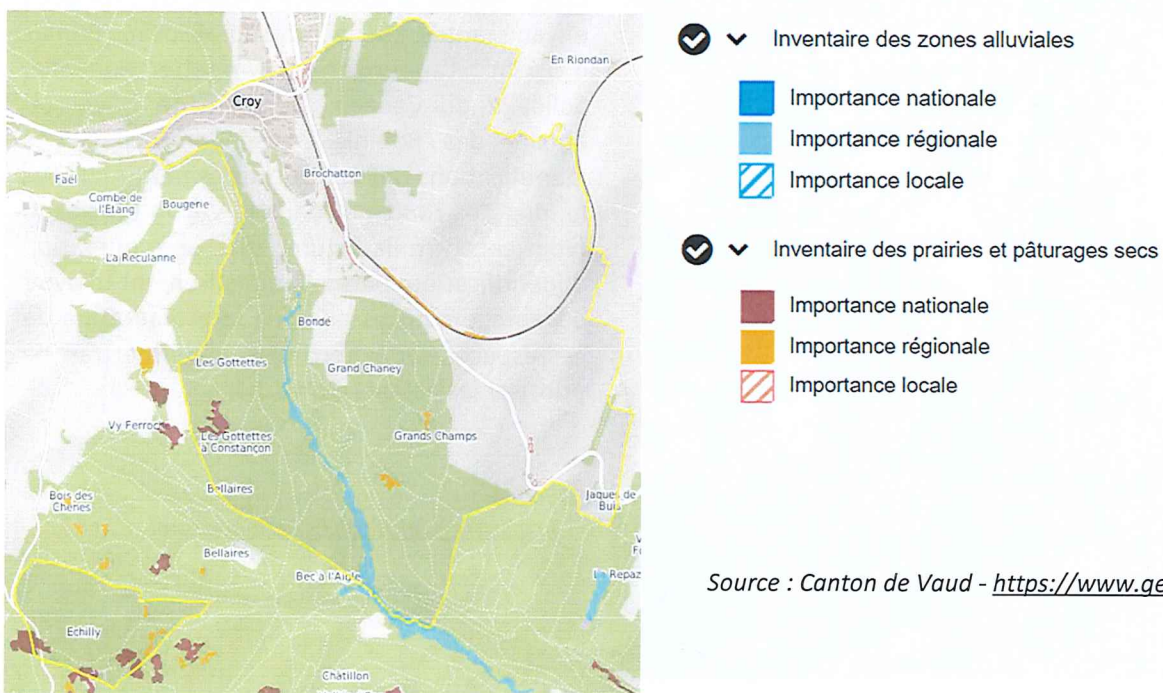 En Riondan
Croy
Brochatton
Fael
Combe de
l'Etang
Bougerie
La Reculanne
Bonde
Les Gottettes
Grand Chaney
Vy Ferroche
Les Gottettes
à Constançon
Grands Champs
Bellaires
Bois des
Chênes
Jaques de
Buis
Bellaires
Bec à l'Aigle
Repaz
Echilly
Châtillon
Inventaire des zones alluviales
Importance nationale
Importance régionale
Importance locale
Inventaire des prairies et pâturages secs
Importance nationale
Importance régionale
Importance locale
Source : Canton de Vaud - https://www.ge